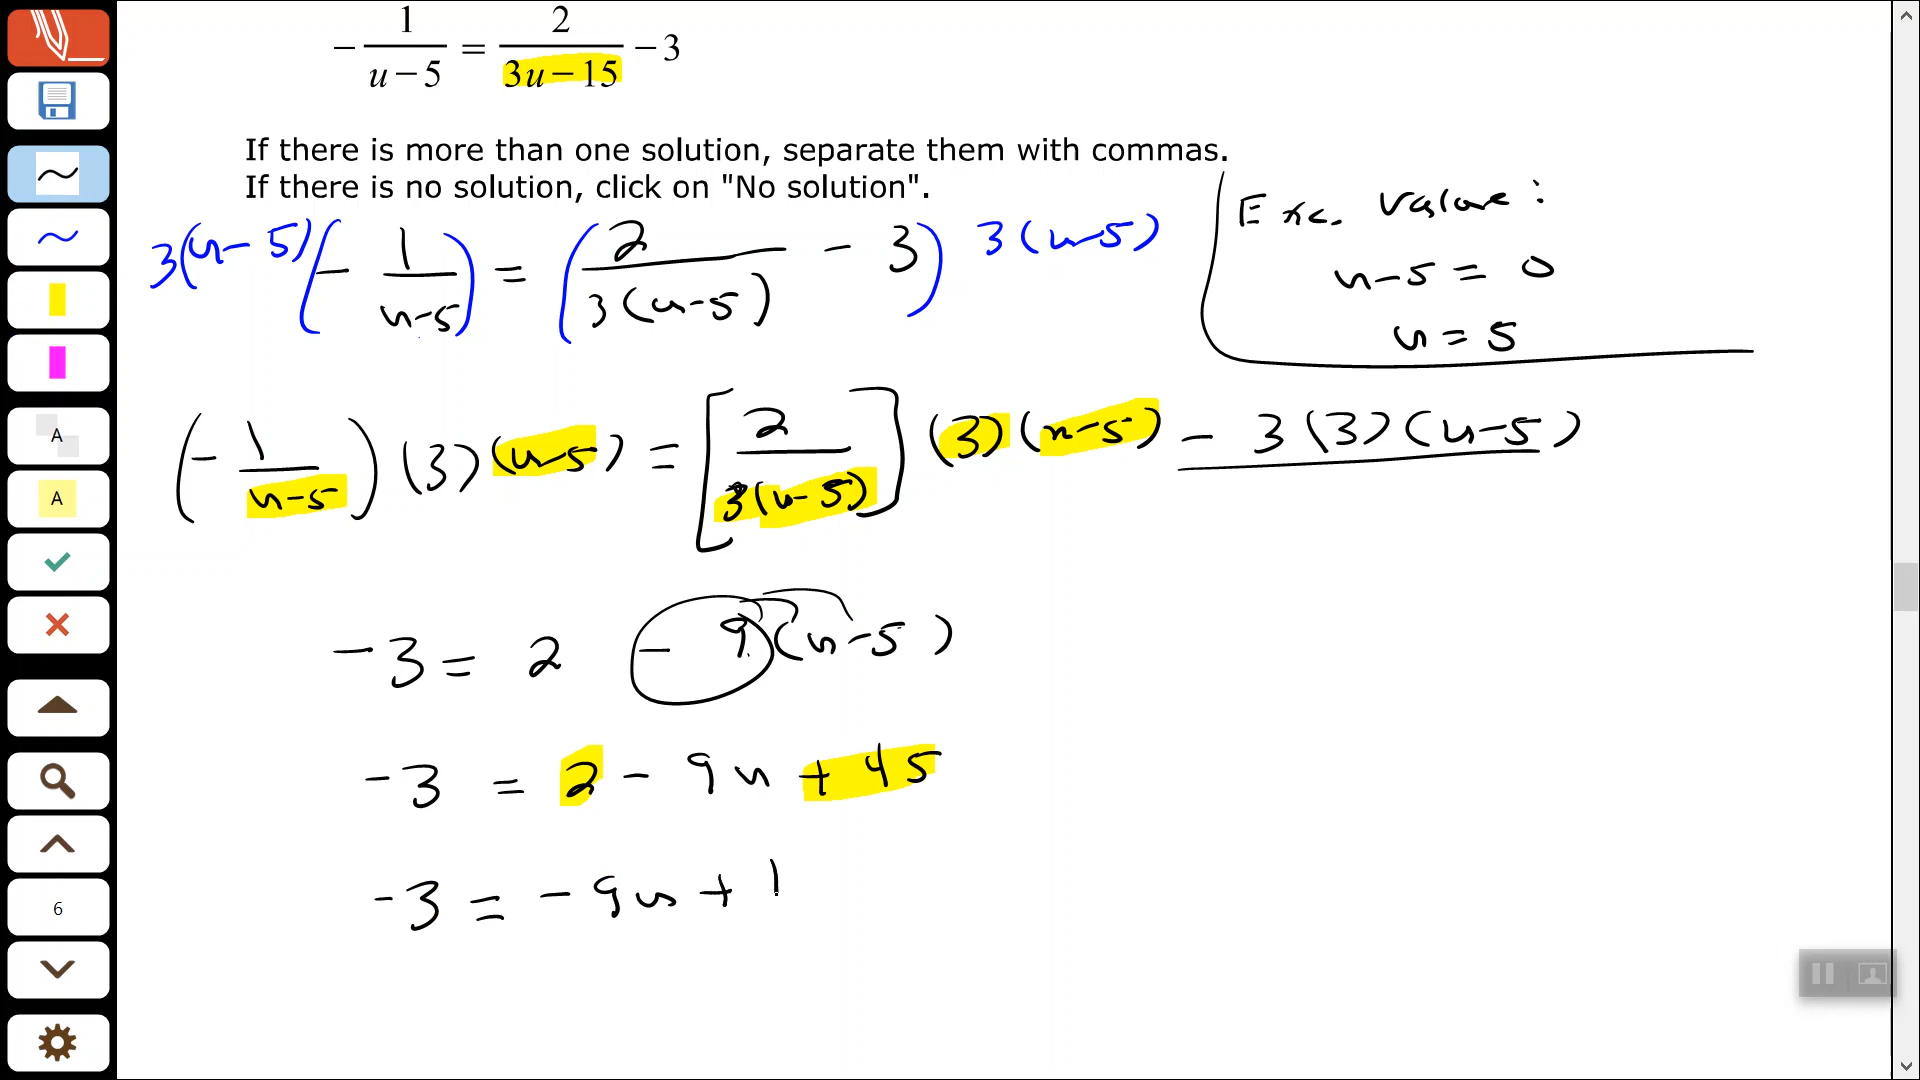 - 1/(u-5) = 2/(3u-15) - 3
If there is more than one solution, separate them with commas.
If there is no solution, click on "No solution".
Exc. value:
u-5 = 0
u = 5
3(u-5)(- 1/(u-5)) = (2/(3(u-5)) - 3) 3(u-5)
(- 1/(u-5))(3)(u-5) = [2/(3(u-5))](3)(u-5) - 3(3)(u-5)
-3 = 2 - 9(u-5)
-3 = 2 - 9u + 45
-3 = -9u + 1
A
A
6